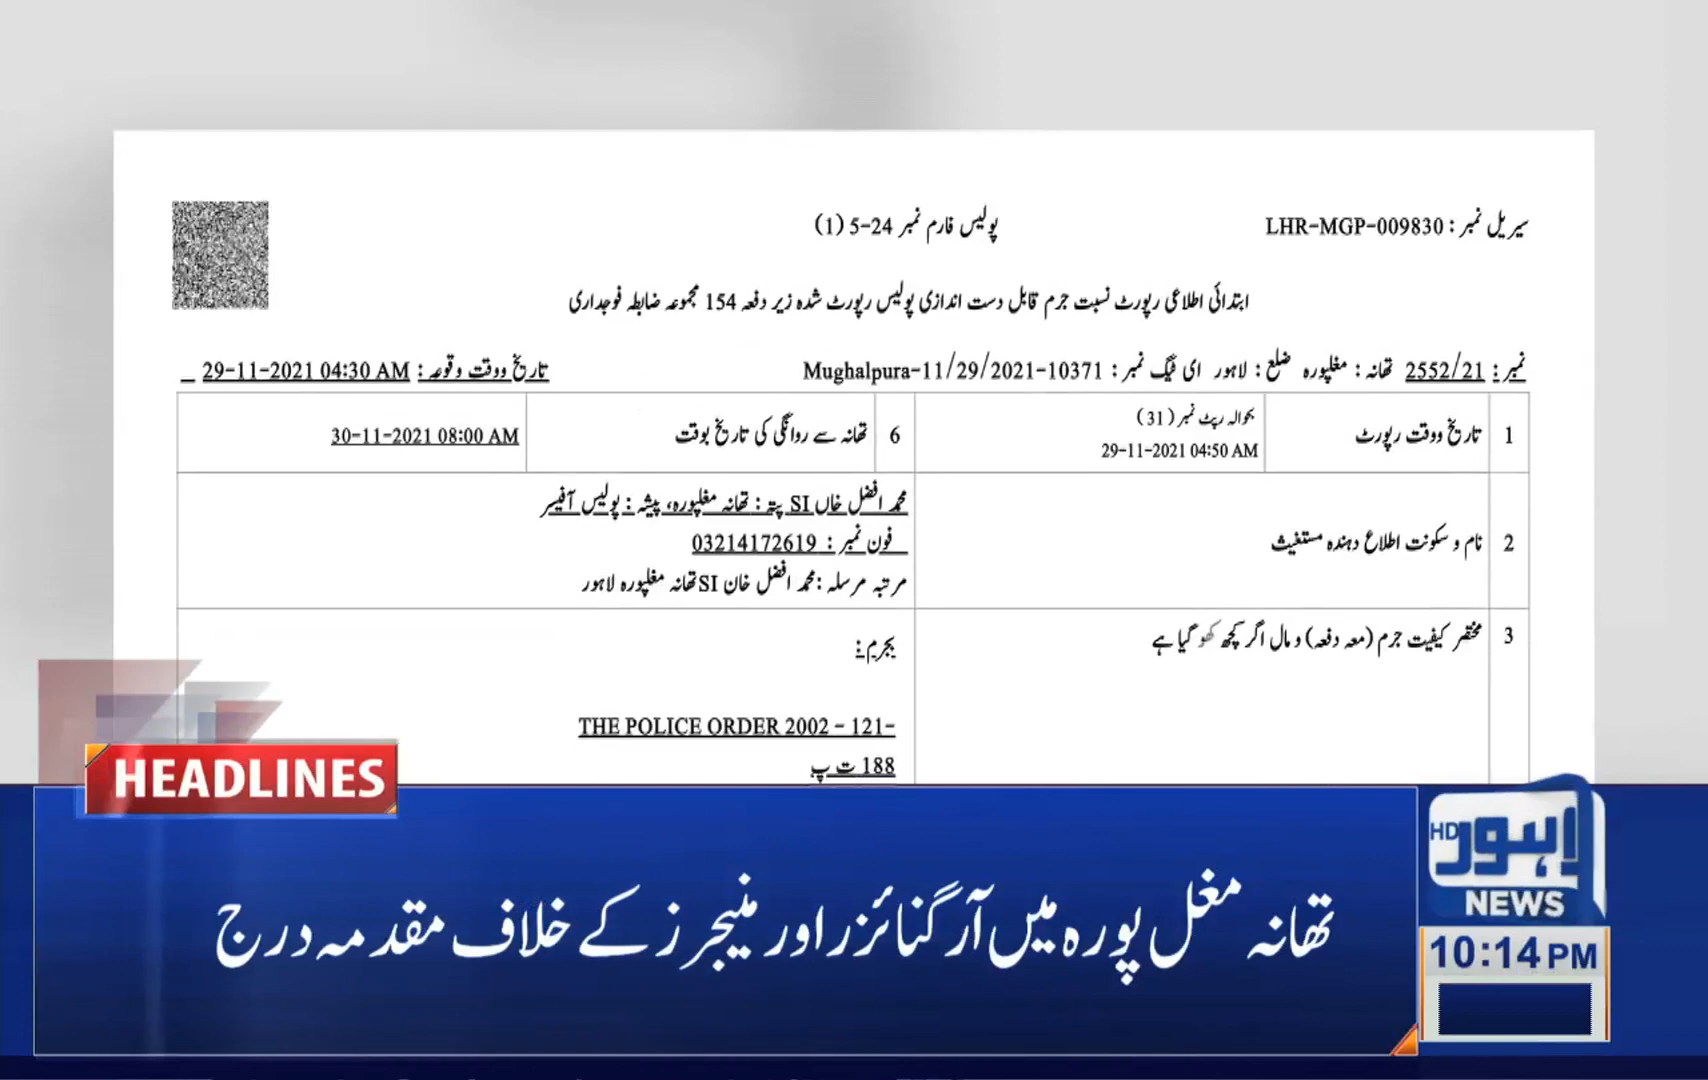 سیریل نمبر : LHR-MGP-009830
پولیس فارم نمبر 24-5 (1)
ابتدائی اطلاعی رپورٹ نسبت جرم قابل دست اندازی پولیس رپورٹ شدہ زیر دفعہ 154 مجموعہ ضابطہ فوجداری
نمبر : 2552/21 تھانہ : مغلپورہ ضلع : لاہور ای ٹیگ نمبر : Mughalpura-11/29/2021-10371
تاریخ ووقت وقوعہ : 29-11-2021 04:30 AM
1 تاریخ ووقت رپورٹ
بحوالہ رپٹ نمبر (31)
29-11-2021 04:50 AM
6 تھانہ سے روانگی کی تاریخ بوقت
30-11-2021 08:00 AM
2 نام و سکونت اطلاع دہندہ مستغیث
محمد افضل خاں SI پتہ : تھانہ مغلپورہ، پیشہ : پولیس آفیسر
فون نمبر : 03214172619
مرتبہ مرسلہ :محمد افضل خان SIتھانہ مغلپورہ لاہور
3 مختصر کیفیت جرم (معہ دفعہ) و مال اگر کچھ کھو گیا ہے
بجرم :
THE POLICE ORDER 2002 - 121-
188 ت پ
HEADLINES
تھانہ مغل پورہ میں آرگنائزر اور منیجرز کے خلاف مقدمہ درج
لاہور HD
NEWS
10:14 PM